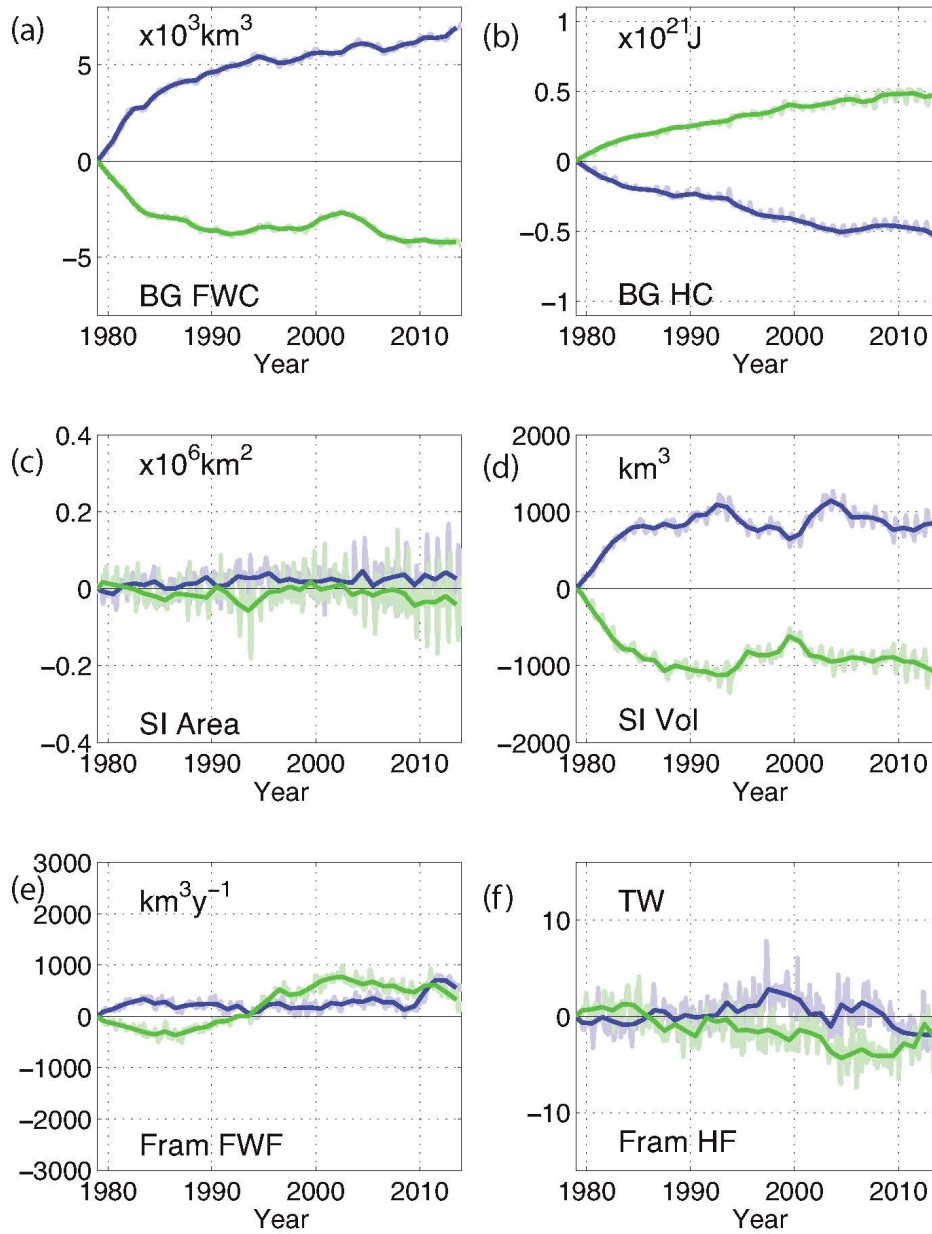 (a) x10³km³
5
0
−5
BG FWC
1980 1990 2000 2010
Year
(b) x10²¹J
1
0.5
0
−0.5
−1
BG HC
1980 1990 2000 2010
Year
(c) x10⁶km²
0.4
0.2
0
−0.2
−0.4
SI Area
1980 1990 2000 2010
Year
(d) km³
2000
1000
0
−1000
−2000
SI Vol
1980 1990 2000 2010
Year
(e) km³y⁻¹
3000
2000
1000
0
−1000
−2000
−3000
Fram FWF
1980 1990 2000 2010
Year
(f) TW
10
0
−10
Fram HF
1980 1990 2000 2010
Year